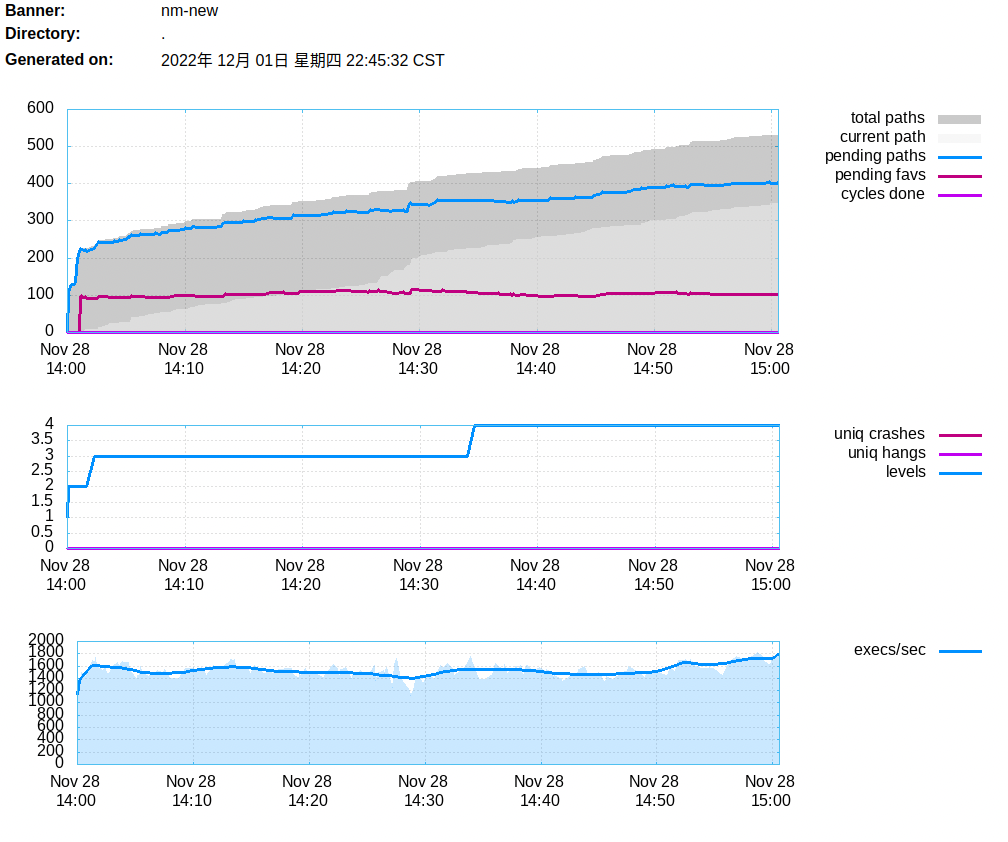 Banner: nm-new
Directory: .
Generated on: 2022年 12月 01日 星期四 22:45:32 CST
600
500
400
300
200
100
0
Nov 28 Nov 28 Nov 28 Nov 28 Nov 28 Nov 28 Nov 28
14:00 14:10 14:20 14:30 14:40 14:50 15:00
total paths
current path
pending paths
pending favs
cycles done
4
3.5
3
2.5
2
1.5
1
0.5
0
Nov 28 Nov 28 Nov 28 Nov 28 Nov 28 Nov 28 Nov 28
14:00 14:10 14:20 14:30 14:40 14:50 15:00
uniq crashes
uniq hangs
levels
2000
1800
1600
1400
1200
1000
800
600
400
200
0
Nov 28 Nov 28 Nov 28 Nov 28 Nov 28 Nov 28 Nov 28
14:00 14:10 14:20 14:30 14:40 14:50 15:00
execs/sec